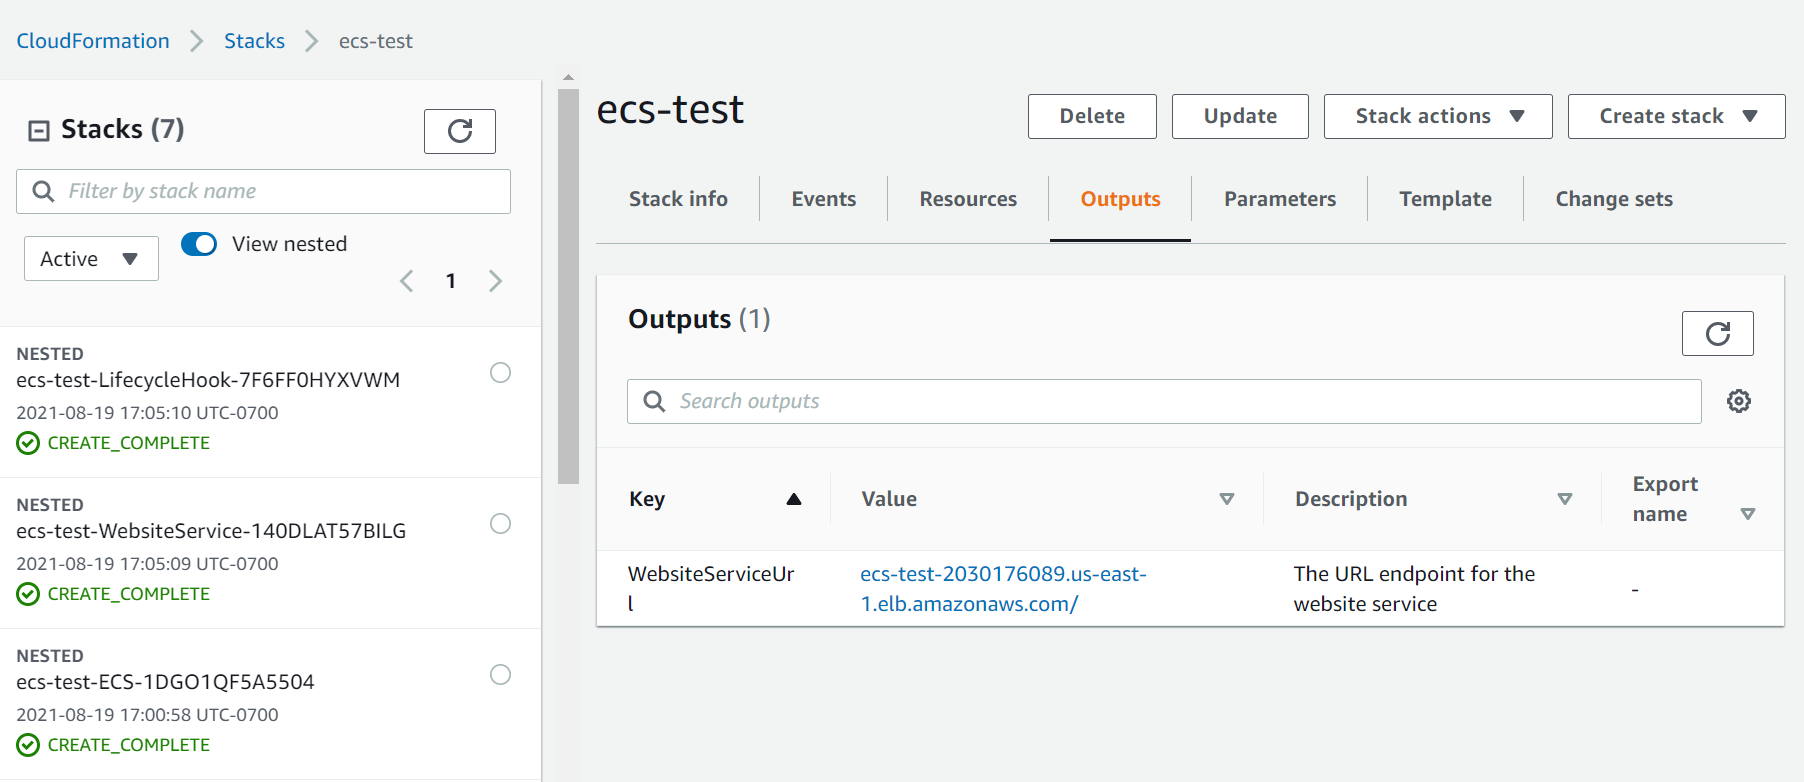 CloudFormation > Stacks > ecs-test
Stacks (7)
Filter by stack name
Active
View nested
1
NESTED
ecs-test-LifecycleHook-7F6FF0HYXVWM
2021-08-19 17:05:10 UTC-0700
CREATE_COMPLETE
NESTED
ecs-test-WebsiteService-140DLAT57BILG
2021-08-19 17:05:09 UTC-0700
CREATE_COMPLETE
NESTED
ecs-test-ECS-1DGO1QF5A5504
2021-08-19 17:00:58 UTC-0700
CREATE_COMPLETE
ecs-test
Delete Update Stack actions Create stack
Stack info Events Resources Outputs Parameters Template Change sets
Outputs (1)
Search outputs
Key Value Description Export
name
WebsiteServiceUr ecs-test-2030176089.us-east- The URL endpoint for the -
l 1.elb.amazonaws.com/ website service